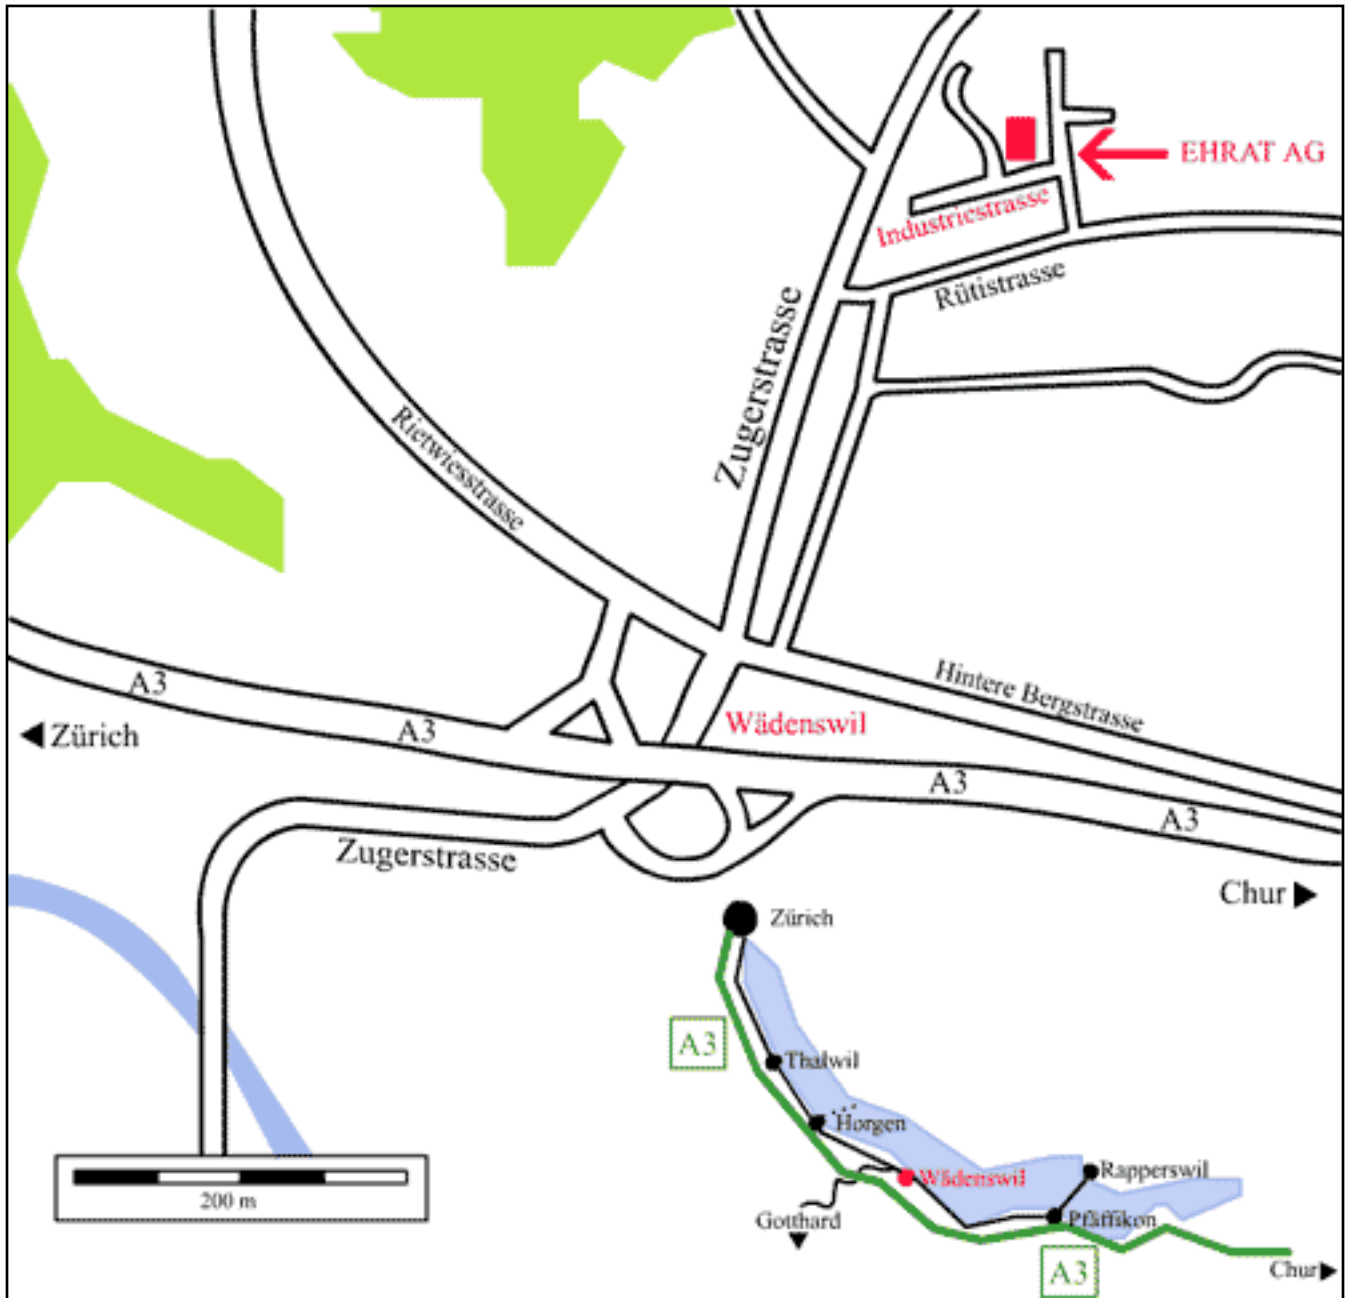 EHRAT AG
Industriestrasse
Rütistrasse
Zugerstrasse
Rietwiesstrasse
Hintere Bergstrasse
A3
Zürich
A3
Wädenswil
A3
A3
Zugerstrasse
Chur
Zürich
A3
Thalwil
Horgen
Wädenswil
Rapperswil
Gotthard
Pfäffikon
A3
Chur
200 m